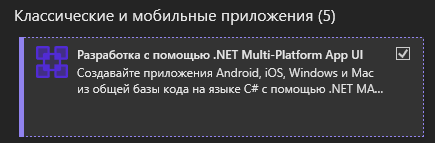 Классические и мобильные приложения (5)
Разработка с помощью .NET Multi-Platform App UI
Создавайте приложения Android, iOS, Windows и Mac
из общей базы кода на языке C# с помощью .NET MA...